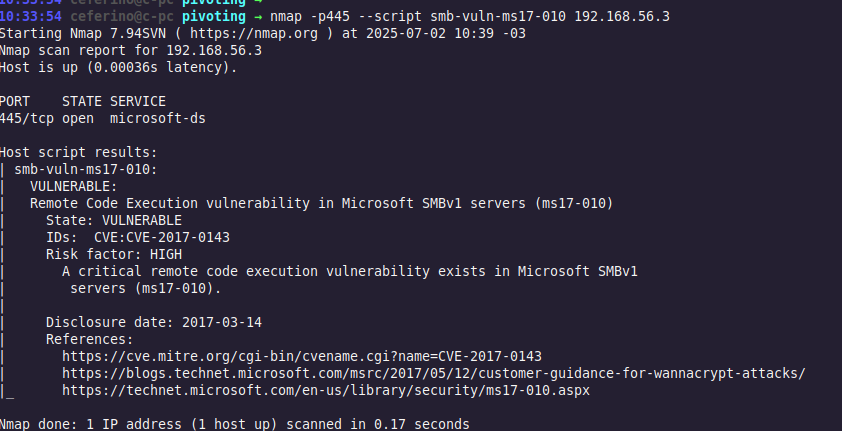 10:33:54 ceferino@c-pc pivoting →
10:33:54 ceferino@c-pc pivoting → nmap -p445 --script smb-vuln-ms17-010 192.168.56.3
Starting Nmap 7.94SVN ( https://nmap.org ) at 2025-07-02 10:39 -03
Nmap scan report for 192.168.56.3
Host is up (0.00036s latency).

PORT    STATE SERVICE
445/tcp open  microsoft-ds

Host script results:
| smb-vuln-ms17-010:
|   VULNERABLE:
|   Remote Code Execution vulnerability in Microsoft SMBv1 servers (ms17-010)
|     State: VULNERABLE
|     IDs:  CVE:CVE-2017-0143
|     Risk factor: HIGH
|       A critical remote code execution vulnerability exists in Microsoft SMBv1
|        servers (ms17-010).
|
|     Disclosure date: 2017-03-14
|     References:
|       https://cve.mitre.org/cgi-bin/cvename.cgi?name=CVE-2017-0143
|       https://blogs.technet.microsoft.com/msrc/2017/05/12/customer-guidance-for-wannacrypt-attacks/
|_      https://technet.microsoft.com/en-us/library/security/ms17-010.aspx

Nmap done: 1 IP address (1 host up) scanned in 0.17 seconds